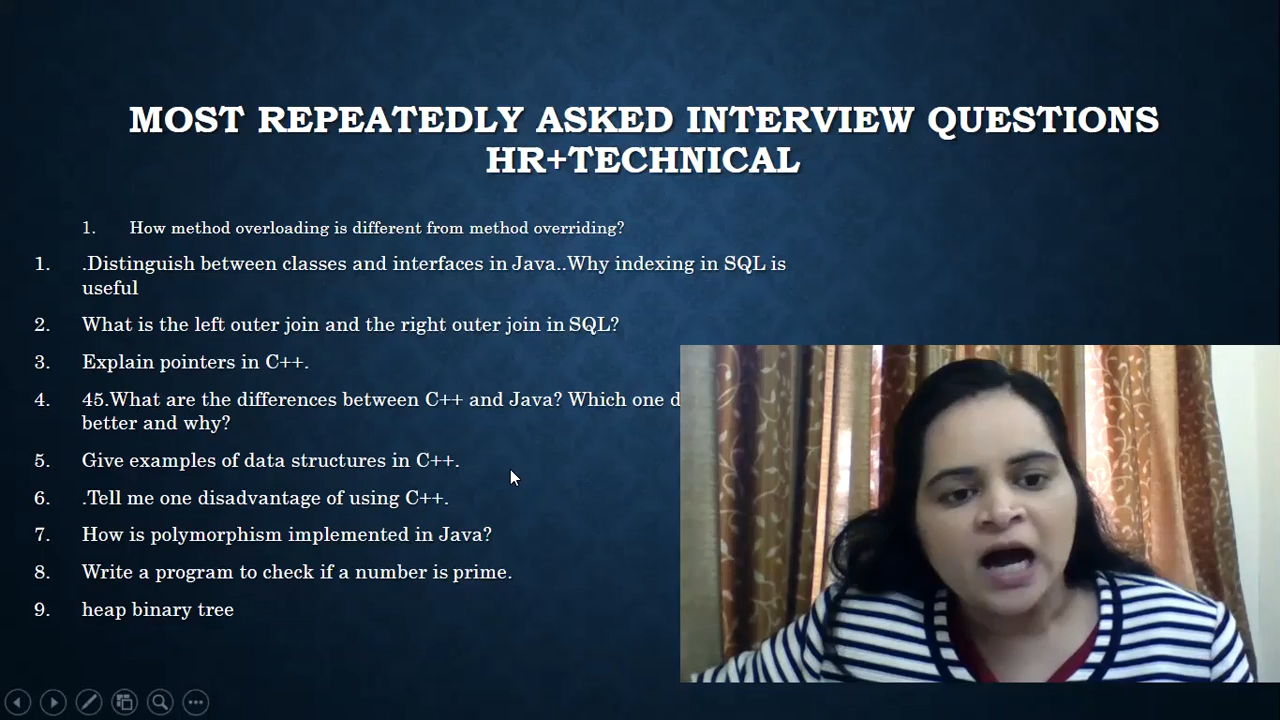 MOST REPEATEDLY ASKED INTERVIEW QUESTIONS
HR+TECHNICAL
1. How method overloading is different from method overriding?
1. .Distinguish between classes and interfaces in Java..Why indexing in SQL is
useful
2. What is the left outer join and the right outer join in SQL?
3. Explain pointers in C++.
4. 45.What are the differences between C++ and Java? Which one
better and why?
5. Give examples of data structures in C++.
6. .Tell me one disadvantage of using C++.
7. How is polymorphism implemented in Java?
8. Write a program to check if a number is prime.
9. heap binary tree